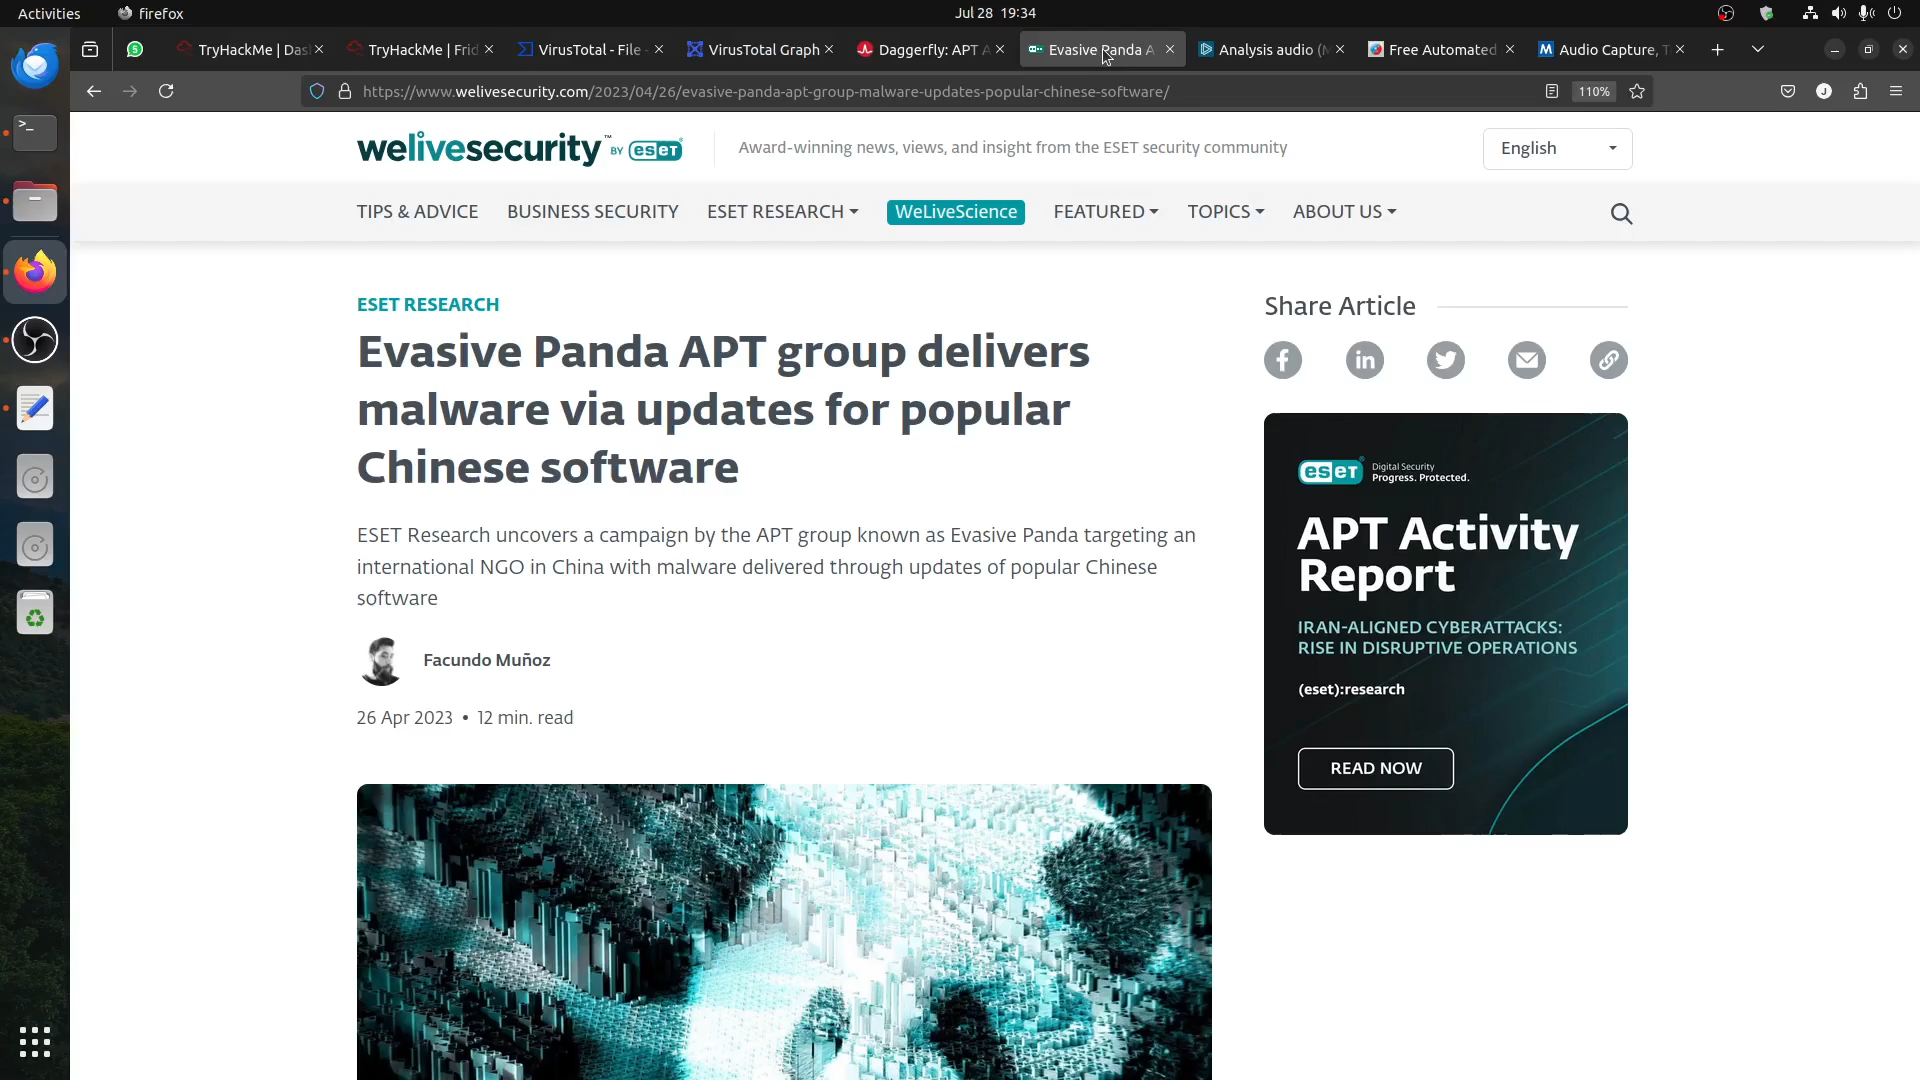 Activities
firefox
Jul 28 19:34
TryHackMe | Das
TryHackMe | Frid
VirusTotal - File -
VirusTotal Graph
Daggerfly: APT A
Evasive Panda A
Analysis audio (M
Free Automated
Audio Capture, T
https://www.welivesecurity.com/2023/04/26/evasive-panda-apt-group-malware-updates-popular-chinese-software/
110%
J
welivesecurity™ BY eset®
Award-winning news, views, and insight from the ESET security community
English
TIPS & ADVICE
BUSINESS SECURITY
ESET RESEARCH
WeLiveScience
FEATURED
TOPICS
ABOUT US
ESET RESEARCH
Evasive Panda APT group delivers
malware via updates for popular
Chinese software
ESET Research uncovers a campaign by the APT group known as Evasive Panda targeting an
international NGO in China with malware delivered through updates of popular Chinese
software
Facundo Muñoz
26 Apr 2023 • 12 min. read
Share Article
eset® Digital Security
Progress. Protected.
APT Activity
Report
IRAN-ALIGNED CYBERATTACKS:
RISE IN DISRUPTIVE OPERATIONS
(eset):research
READ NOW